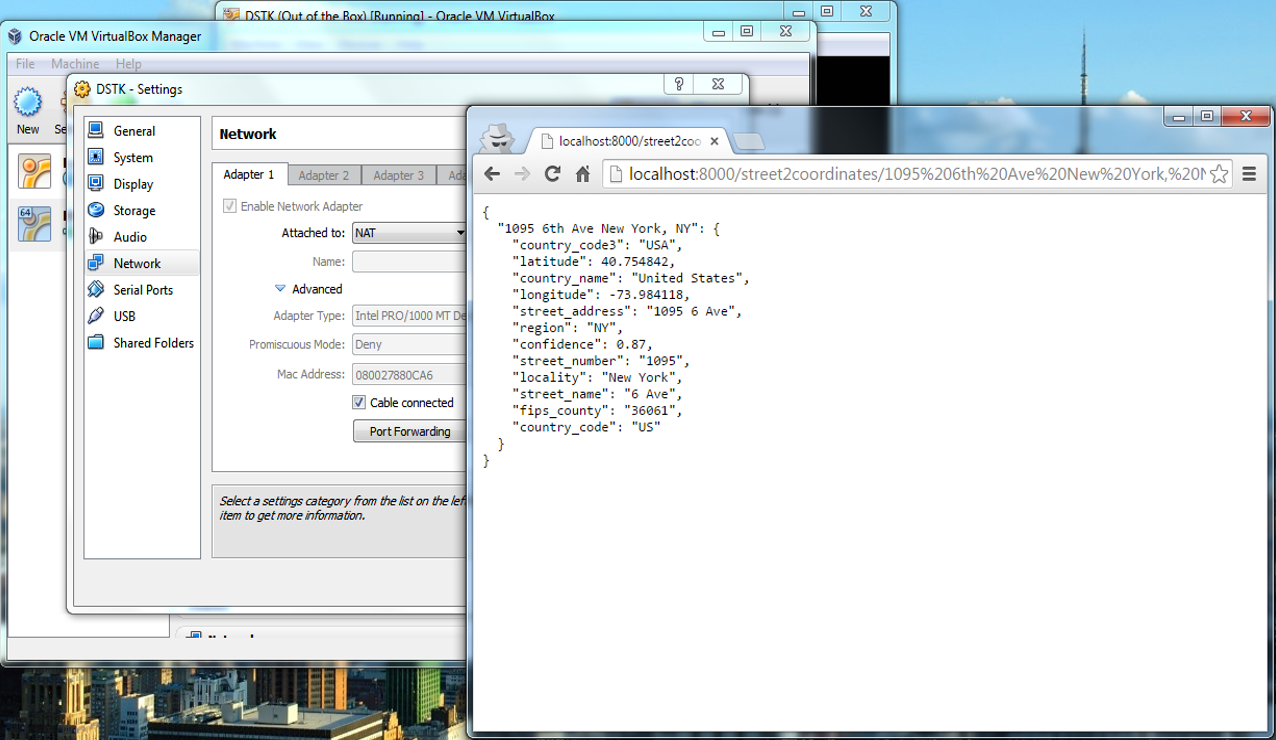 DSTK (Out of the Box) [Running] - Oracle VM VirtualBox
Oracle VM VirtualBox Manager
File Machine Help
New
DSTK - Settings
General
System
Display
Storage
Audio
Network
Serial Ports
USB
Shared Folders
Network
Adapter 1 Adapter 2 Adapter 3
Enable Network Adapter
Attached to: NAT
Name:
Advanced
Adapter Type: Intel PRO/1000 MT De
Promiscuous Mode: Deny
Mac Address: 080027880CA6
Cable connected
Port Forwarding
Select a settings category from the list on the left
item to get more information.
64
localhost:8000/street2coo
localhost:8000/street2coordinates/1095%206th%20Ave%20New%20York,%20N
{
"1095 6th Ave New York, NY": {
"country_code3": "USA",
"latitude": 40.754842,
"country_name": "United States",
"longitude": -73.984118,
"street_address": "1095 6 Ave",
"region": "NY",
"confidence": 0.87,
"street_number": "1095",
"locality": "New York",
"street_name": "6 Ave",
"fips_county": "36061",
"country_code": "US"
}
}